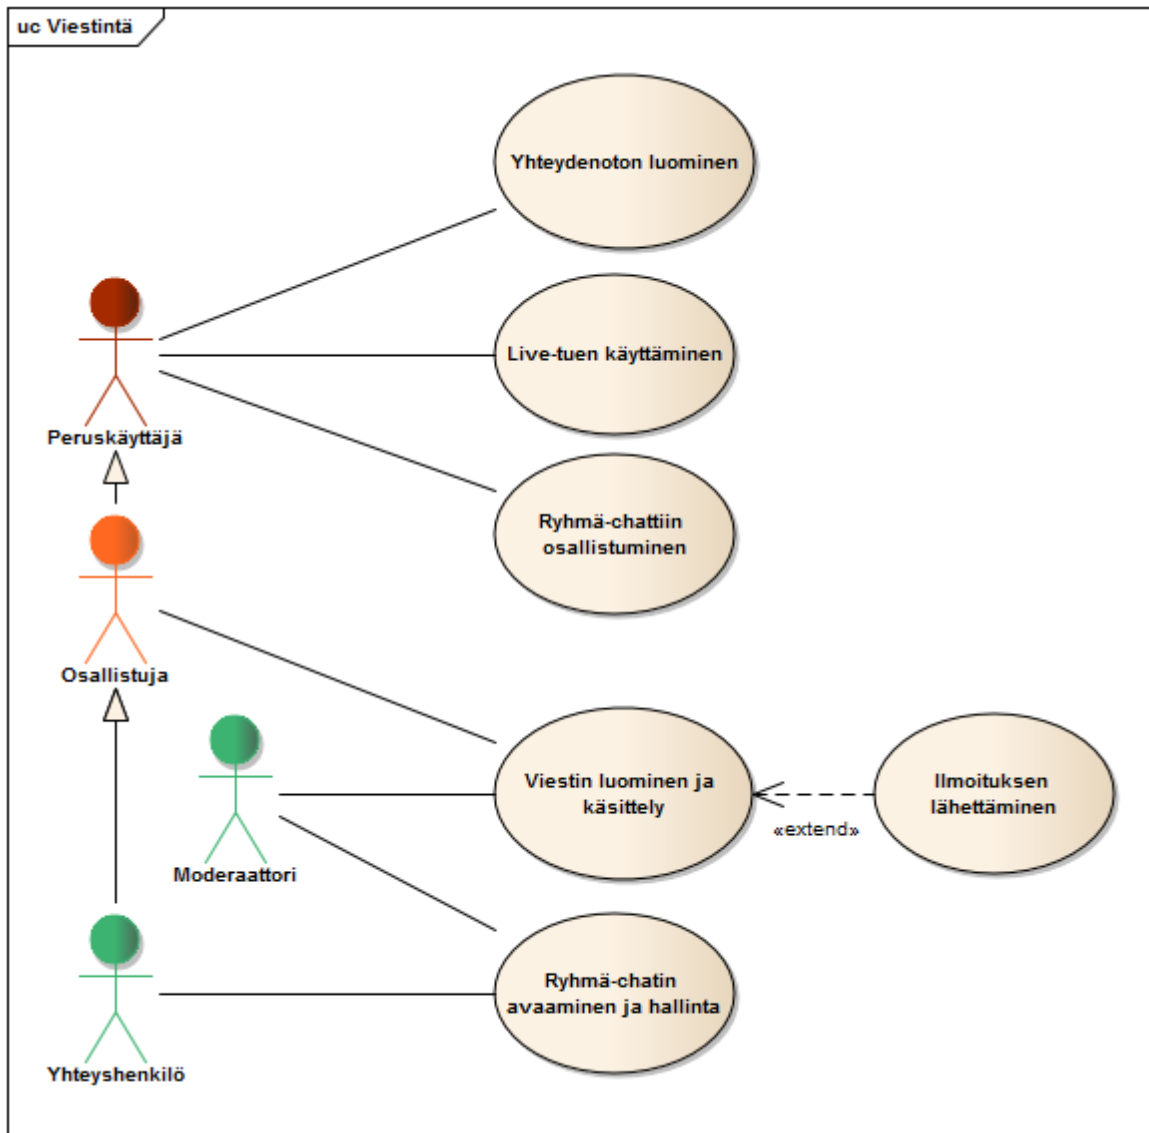 uc Viestintä
Yhteydenoton luominen
Live-tuen käyttäminen
Peruskäyttäjä
Ryhmä-chattiin
osallistuminen
Osallistuja
Viestin luominen ja
käsittely
Ilmoituksen
lähettäminen
«extend»
Moderaattori
Ryhmä-chatin
avaaminen ja hallinta
Yhteyshenkilö